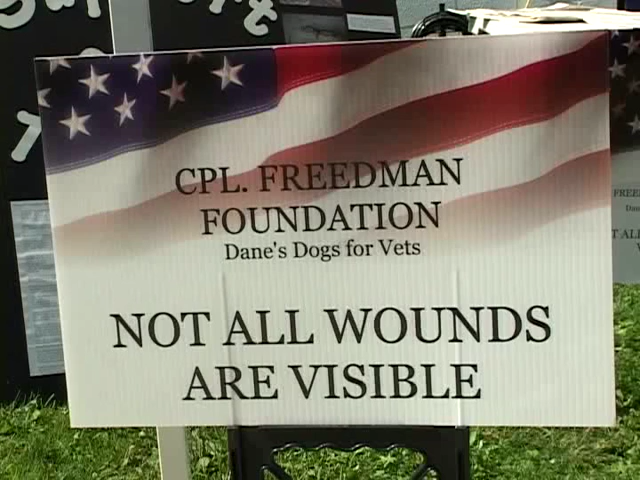 CPL. FREEDMAN
FOUNDATION
Dane's Dogs for Vets
NOT ALL WOUNDS
ARE VISIBLE